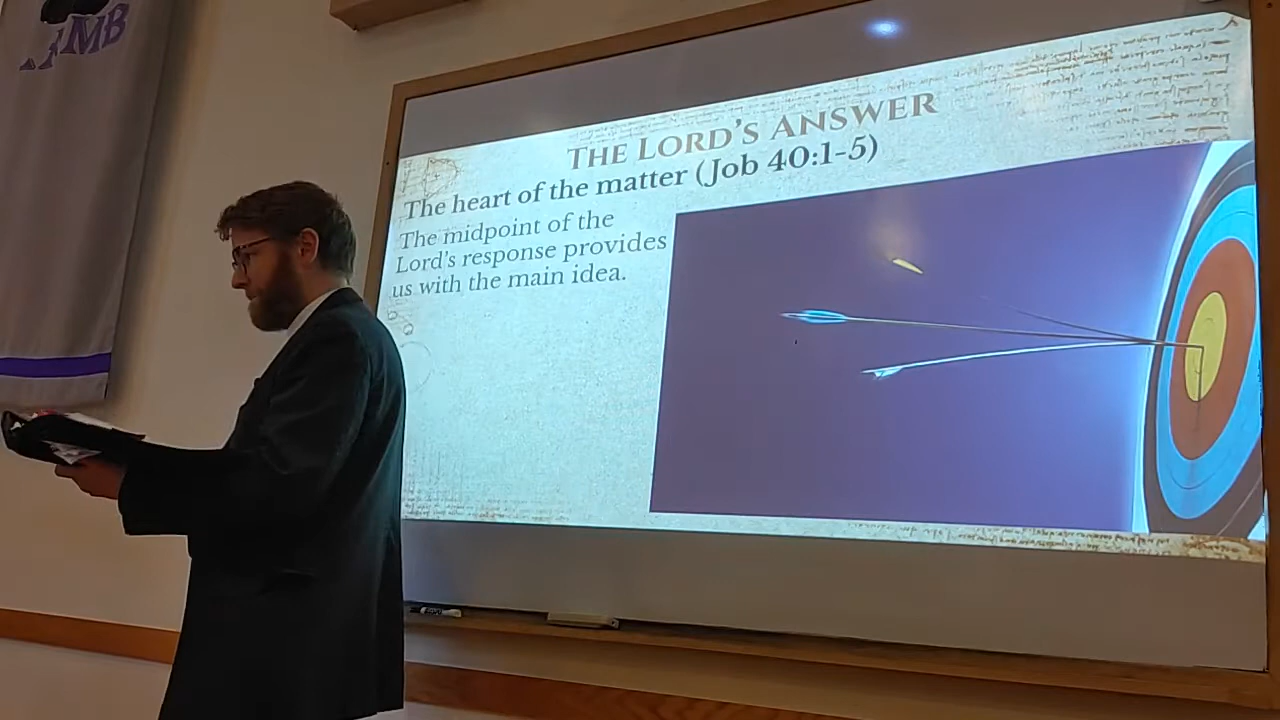 MB
THE LORD'S ANSWER
The heart of the matter (Job 40:1-5)
The midpoint of the
Lord's response provides
us with the main idea.